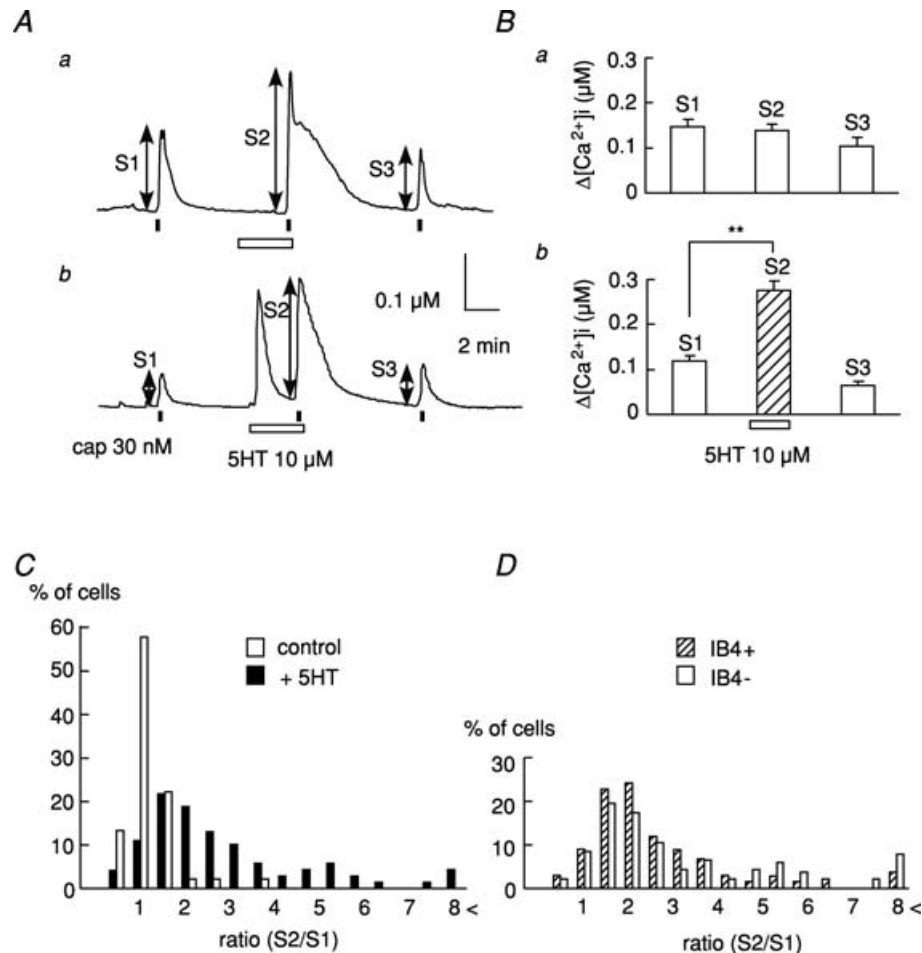 A
a
S1
S2
S3
b
S1
S2
S3
0.1 µM
2 min
cap 30 nM
5HT 10 µM
B
a
Δ[Ca²⁺]i (µM)
0.3
0.2
0.1
0
S1
S2
S3
b
**
Δ[Ca²⁺]i (µM)
0.3
0.2
0.1
0
S1
S2
S3
5HT 10 µM
C
% of cells
60
50
40
30
20
10
0
control
+ 5HT
1 2 3 4 5 6 7 8 <
ratio (S2/S1)
D
IB4+
IB4-
% of cells
30
20
10
0
1 2 3 4 5 6 7 8 <
ratio (S2/S1)